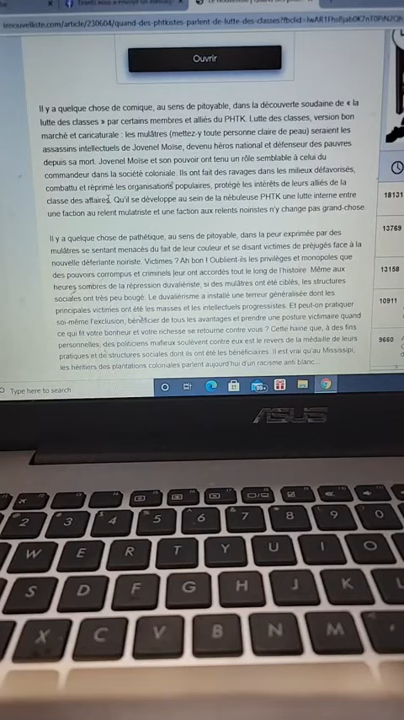 lenouvelliste.com/article/230604/quand-des-phtkistes-parlent-de-lutte-des-classes?fbclid=
Ouvrir
Il y a quelque chose de comique, au sens de pitoyable, dans la découverte soudaine de « la
lutte des classes » par certains membres et alliés du PHTK. Lutte des classes, version bon
marché et caricaturale : les mulâtres (mettez-y toute personne claire de peau) seraient les
assassins intellectuels de Jovenel Moise, devenu héros national et défenseur des pauvres
depuis sa mort. Jovenel Moise et son pouvoir ont tenu un rôle semblable à celui du
commandeur dans la société coloniale. Ils ont fait des ravages dans les milieux défavorisés,
combattu et réprimé les organisations populaires, protégé les intérêts de leurs alliés de la
classe des affaires. Qu'il se développe au sein de la nébuleuse PHTK une lutte interne entre
une faction au relent mulatriste et une faction aux relents noiristes n'y change pas grand-chose.
Il y a quelque chose de pathétique, au sens de pitoyable, dans la peur exprimée par des
mulâtres se sentant menacés du fait de leur couleur et se disant victimes de préjugés face à la
nouvelle déferlante noiriste. Victimes ? Ah bon ! Oublient-ils les privilèges et monopoles que
des pouvoirs corrompus et criminels leur ont accordés tout le long de l'histoire. Même aux
heures sombres de la répression duvaliériste, si des mulâtres ont été ciblés, les structures
sociales ont très peu bougé. Le duvaliérisme a installé une terreur généralisée dont les
principales victimes ont été les masses et les intellectuels progressistes. Et peut-on pratiquer
soi-même l'exclusion, bénéficier de tous les avantages et prendre une posture victimaire quand
ce qui fit votre bonheur et votre richesse se retourne contre vous ? Cette haine que, à des fins
personnelles, des politiciens mafieux soulèvent contre eux est le revers de la médaille de leurs
pratiques et de structures sociales dont ils ont été les bénéficiaires. Il est vrai qu'au Mississipi,
les héritiers des plantations coloniales parlent aujourd'hui d'un racisme anti blanc...
18131
13769
13158
10911
9660
Type here to search
99+
ASUS
2 3 4 5 6 7 8 9 0
W E R T Y U I O
S D F G H J K L
X C V B N M